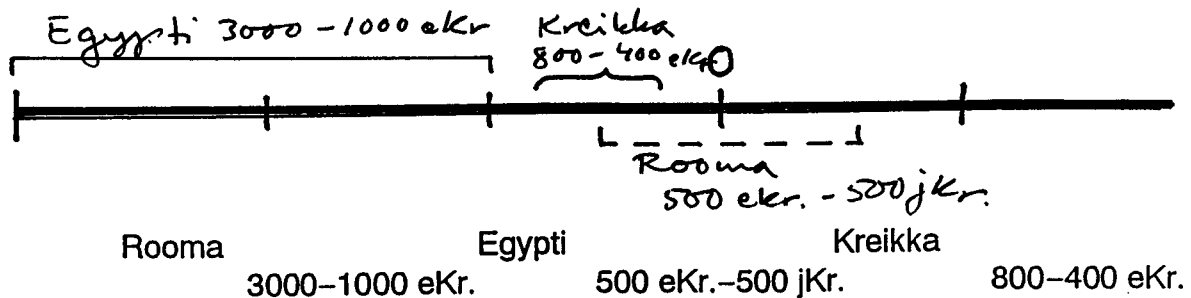 Egypti 3000-1000 eKr
Kreikka
800-400 eKr
0
Rooma
500 ekr. - 500 jKr.
Rooma Egypti Kreikka
3000–1000 eKr. 500 eKr.–500 jKr. 800–400 eKr.